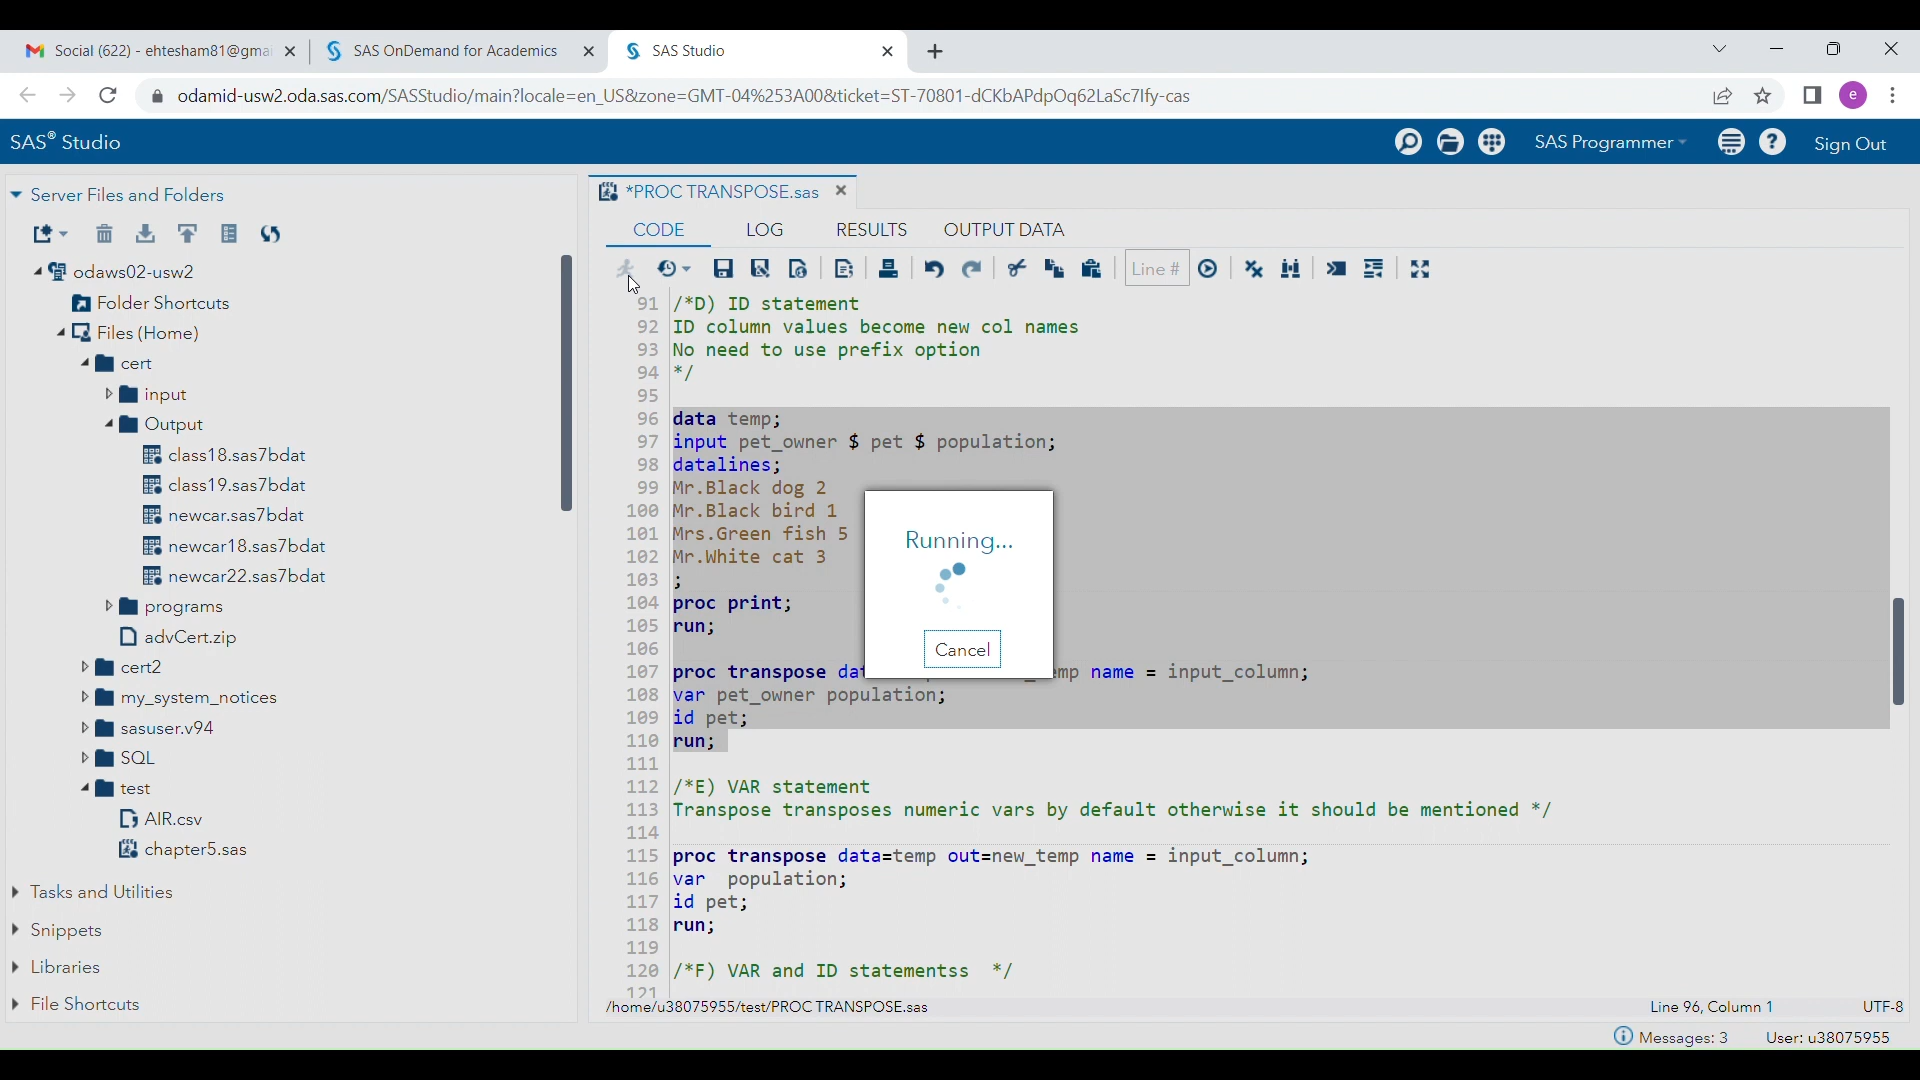 Social (622) - ehtesham81@gma
SAS OnDemand for Academics
SAS Studio
odamid-usw2.oda.sas.com/SASStudio/main?locale=en_US&zone=GMT-04%253A00&ticket=ST-70801-dCKbAPdpOq62LaSc7Ify-cas
e
SAS® Studio
SAS Programmer
Sign Out
Server Files and Folders
odaws02-usw2
Folder Shortcuts
Files (Home)
cert
input
Output
class18.sas7bdat
class19.sas7bdat
newcar.sas7bdat
newcar18.sas7bdat
newcar22.sas7bdat
programs
advCert.zip
cert2
my_system_notices
sasuser.v94
SQL
test
AIR.csv
chapter5.sas
Tasks and Utilities
Snippets
Libraries
File Shortcuts
*PROC TRANSPOSE.sas
CODE LOG RESULTS OUTPUT DATA
Line #
91 /*D) ID statement
92 ID column values become new col names
93 No need to use prefix option
94 */
95
96 data temp;
97 input pet_owner $ pet $ population;
98 datalines;
99 Mr.Black dog 2
100 Mr.Black bird 1
101 Mrs.Green fish 5
102 Mr.White cat 3
103 ;
104 proc print;
105 run;
106
107 proc transpose da emp name = input_column;
108 var pet_owner population;
109 id pet;
110 run;
111
112 /*E) VAR statement
113 Transpose transposes numeric vars by default otherwise it should be mentioned */
114
115 proc transpose data=temp out=new_temp name = input_column;
116 var population;
117 id pet;
118 run;
119
120 /*F) VAR and ID statementss */
121
Running...
Cancel
/home/u38075955/test/PROC TRANSPOSE.sas
Line 96, Column 1
UTF-8
Messages: 3
User: u38075955